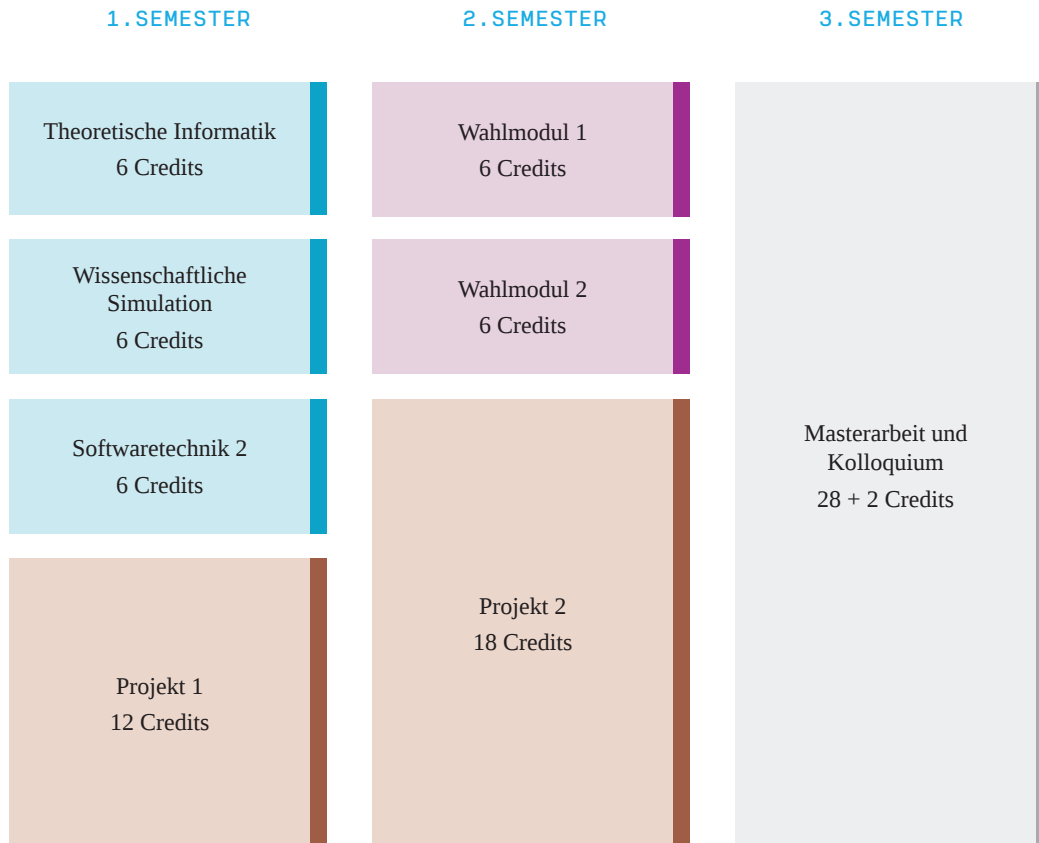 1.SEMESTER
2.SEMESTER
3.SEMESTER
Theoretische Informatik
6 Credits
Wissenschaftliche
Simulation
6 Credits
Softwaretechnik 2
6 Credits
Projekt 1
12 Credits
Wahlmodul 1
6 Credits
Wahlmodul 2
6 Credits
Projekt 2
18 Credits
Masterarbeit und
Kolloquium
28 + 2 Credits